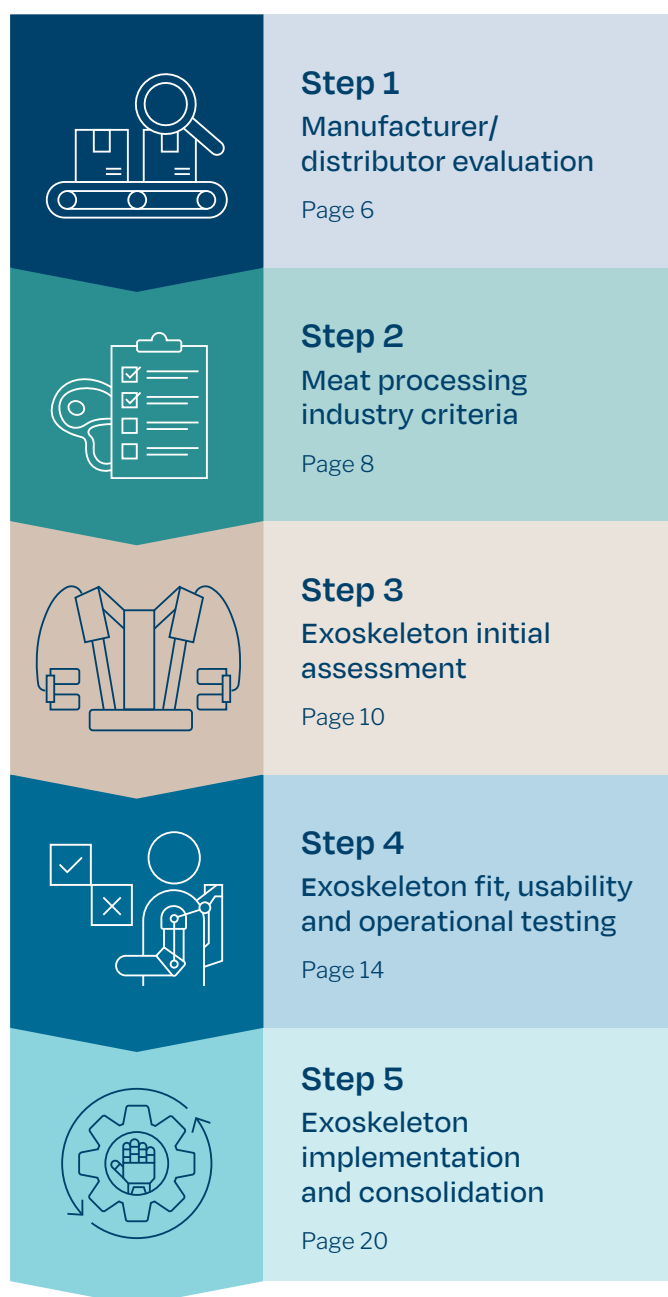 Step 1
Manufacturer/
distributor evaluation
Page 6
Step 2
Meat processing
industry criteria
Page 8
Step 3
Exoskeleton initial
assessment
Page 10
Step 4
Exoskeleton fit, usability
and operational testing
Page 14
Step 5
Exoskeleton
implementation
and consolidation
Page 20